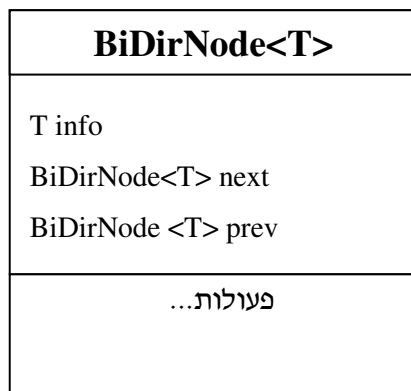 BiDirNode<T>
T info
BiDirNode<T> next
BiDirNode <T> prev
פעולות...